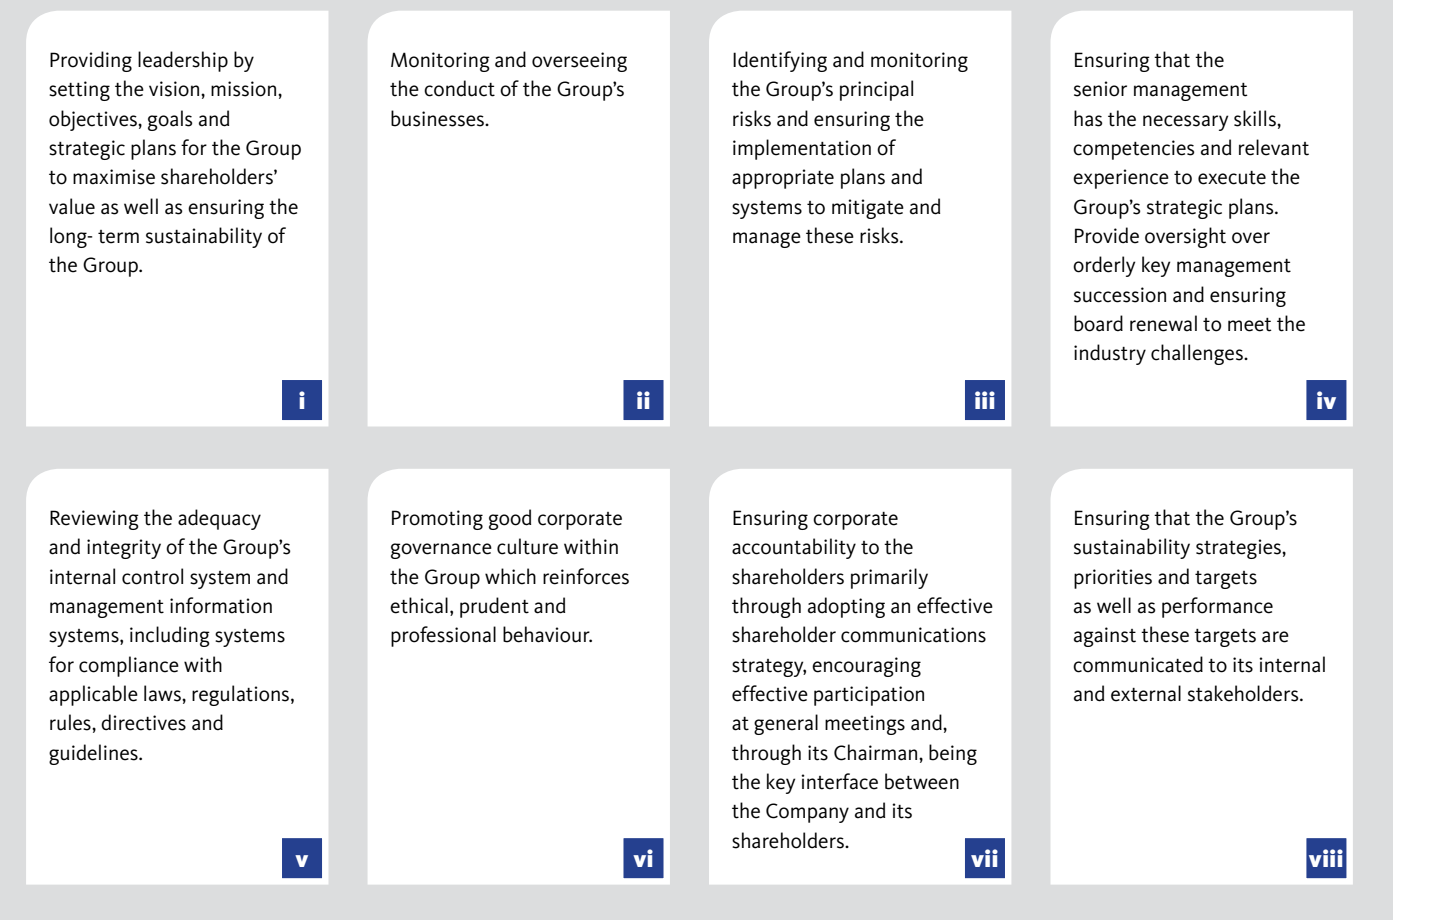 Providing leadership by
setting the vision, mission,
objectives, goals and
strategic plans for the Group
to maximise shareholders'
value as well as ensuring the
long- term sustainability of
the Group.
i
Monitoring and overseeing
the conduct of the Group's
businesses.
ii
Identifying and monitoring
the Group's principal
risks and ensuring the
implementation of
appropriate plans and
systems to mitigate and
manage these risks.
iii
Ensuring that the
senior management
has the necessary skills,
competencies and relevant
experience to execute the
Group's strategic plans.
Provide oversight over
orderly key management
succession and ensuring
board renewal to meet the
industry challenges.
iv
Reviewing the adequacy
and integrity of the Group's
internal control system and
management information
systems, including systems
for compliance with
applicable laws, regulations,
rules, directives and
guidelines.
v
Promoting good corporate
governance culture within
the Group which reinforces
ethical, prudent and
professional behaviour.
vi
Ensuring corporate
accountability to the
shareholders primarily
through adopting an effective
shareholder communications
strategy, encouraging
effective participation
at general meetings and,
through its Chairman, being
the key interface between
the Company and its
shareholders.
vii
Ensuring that the Group's
sustainability strategies,
priorities and targets
as well as performance
against these targets are
communicated to its internal
and external stakeholders.
viii